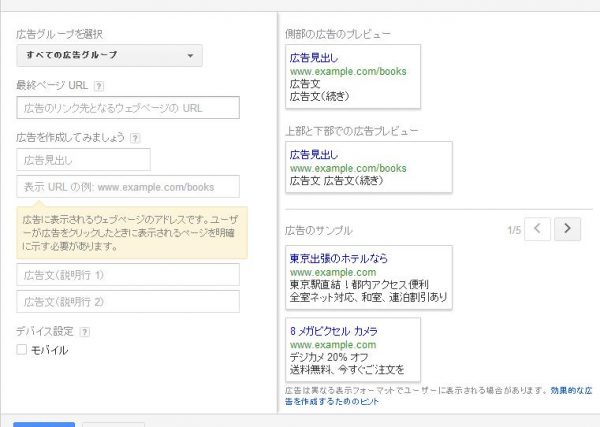 広告グループを選択
すべての広告グループ
最終ページ URL ?
広告のリンク先となるウェブページの URL
広告を作成してみましょう ?
広告見出し
表示 URL の例: www.example.com/books
広告に表示されるウェブページのアドレスです。ユーザ
ーが広告をクリックしたときに表示されるページを明確
に示す必要があります。
広告文(説明行 1)
広告文(説明行 2)
デバイス設定 ?
モバイル
側部の広告のプレビュー
広告見出し
www.example.com/books
広告文
広告文(続き)
上部と下部での広告プレビュー
広告見出し
www.example.com/books
広告文 広告文(続き)
広告のサンプル
1/5
東京出張のホテルなら
www.example.com
東京駅直結!都内アクセス便利
全室ネット対応、和室、連泊割引あり
8 メガピクセル カメラ
www.example.com
デジカメ 20% オフ
送料無料、今すぐご注文を
広告は異なる表示フォーマットでユーザーに表示される場合があります。効果的な広
告を作成するためのヒント